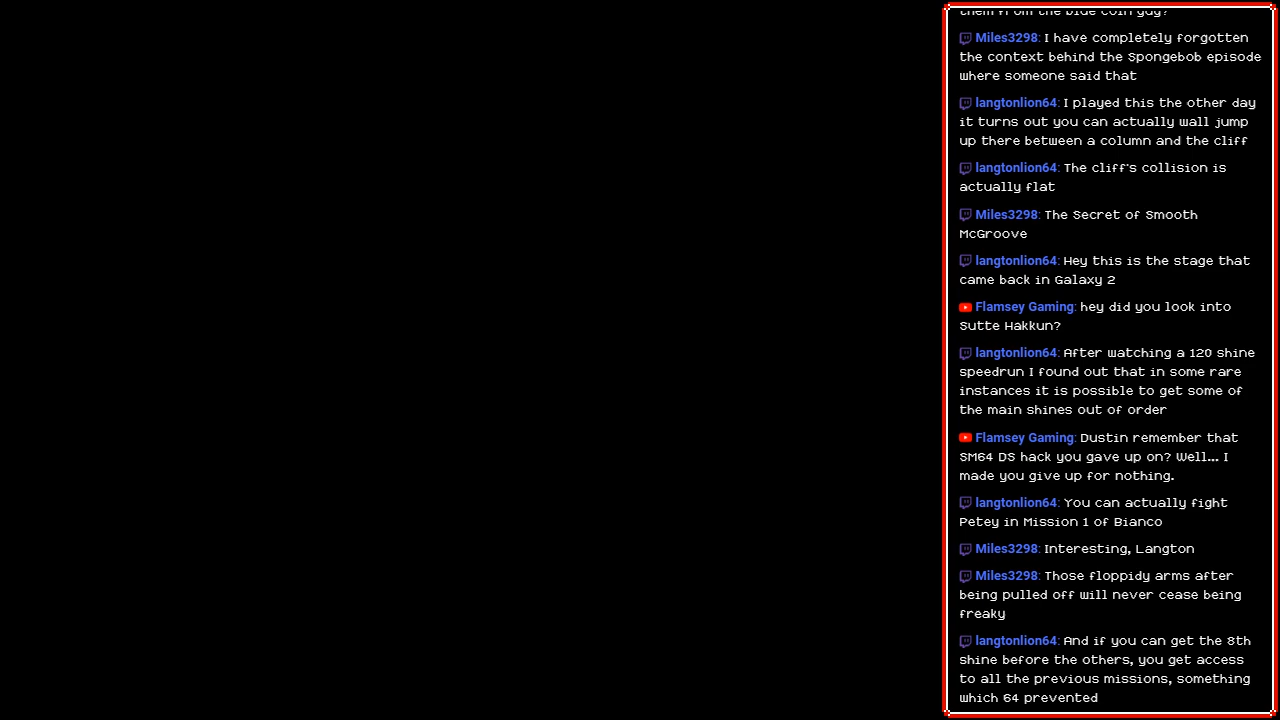 them from the blue coin guy?
Miles3298: I have completely forgotten
the context behind the Spongebob episode
where someone said that
langtonlion64: I played this the other day
it turns out you can actually wall jump
up there between a column and the cliff
langtonlion64: The cliff's collision is
actually flat
Miles3298: The Secret of Smooth
McGroove
langtonlion64: Hey this is the stage that
came back in Galaxy 2
Flamsey Gaming: hey did you look into
Sutte Hakkun?
langtonlion64: After watching a 120 shine
speedrun I found out that in some rare
instances it is possible to get some of
the main shines out of order
Flamsey Gaming: Dustin remember that
SM64 DS hack you gave up on? Well... I
made you give up for nothing.
langtonlion64: You can actually fight
Petey in Mission 1 of Bianco
Miles3298: Interesting, Langton
Miles3298: Those floppidy arms after
being pulled off will never cease being
freaky
langtonlion64: And if you can get the 8th
shine before the others, you get access
to all the previous missions, something
which 64 prevented